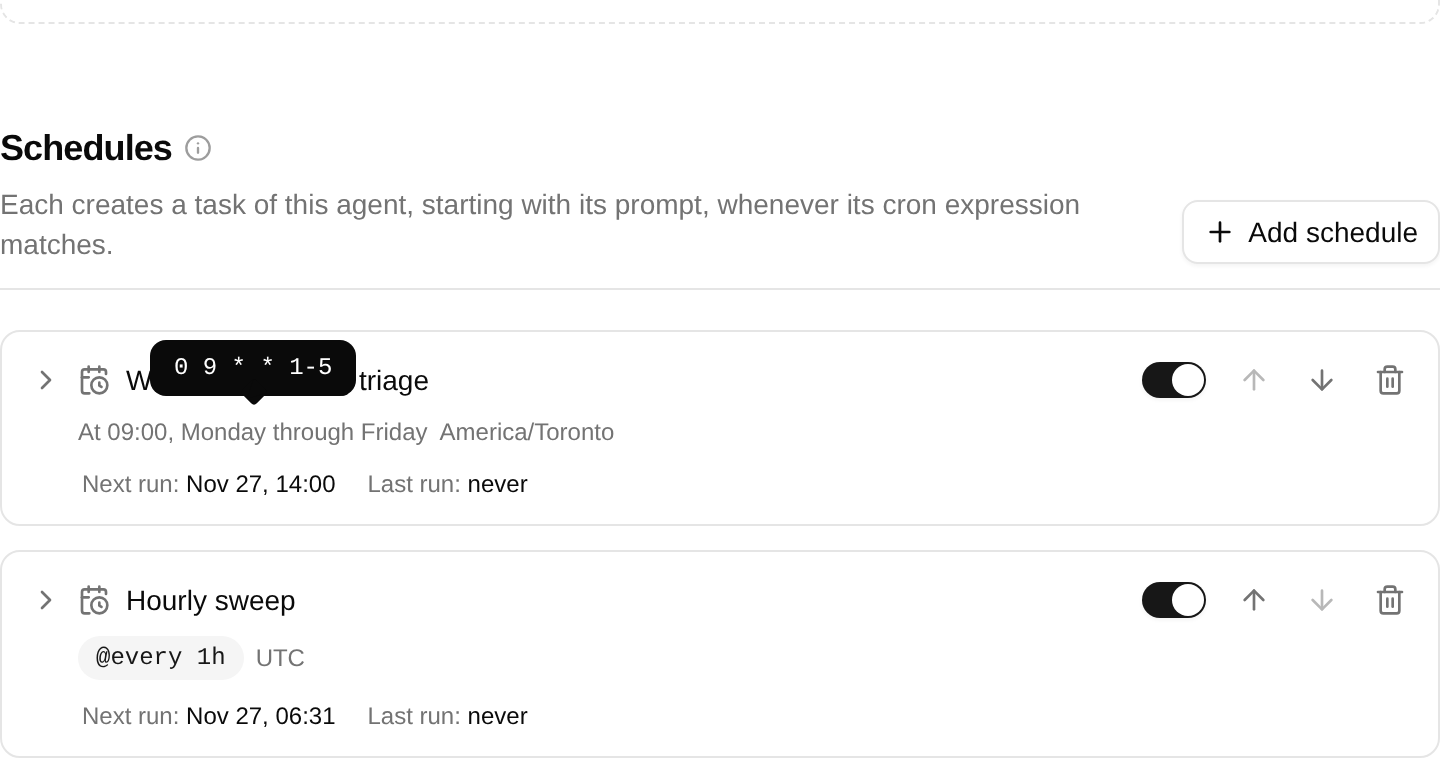 Schedules
Each creates a task of this agent, starting with its prompt, whenever its cron expression
matches.
Add schedule
0 9 * * 1-5
triage
At 09:00, Monday through Friday America/Toronto
Next run: Nov 27, 14:00 Last run: never
Hourly sweep
@every 1h UTC
Next run: Nov 27, 06:31 Last run: never